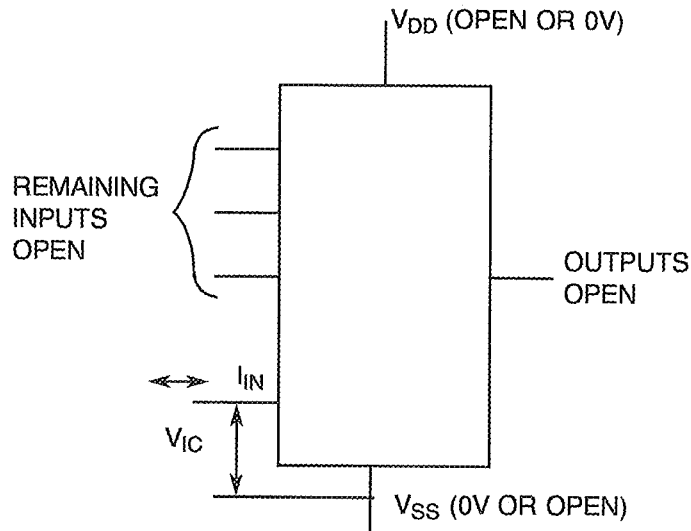 VDD (OPEN OR 0V)
REMAINING
INPUTS
OPEN
OUTPUTS
OPEN
IIN
VIC
VSS (0V OR OPEN)